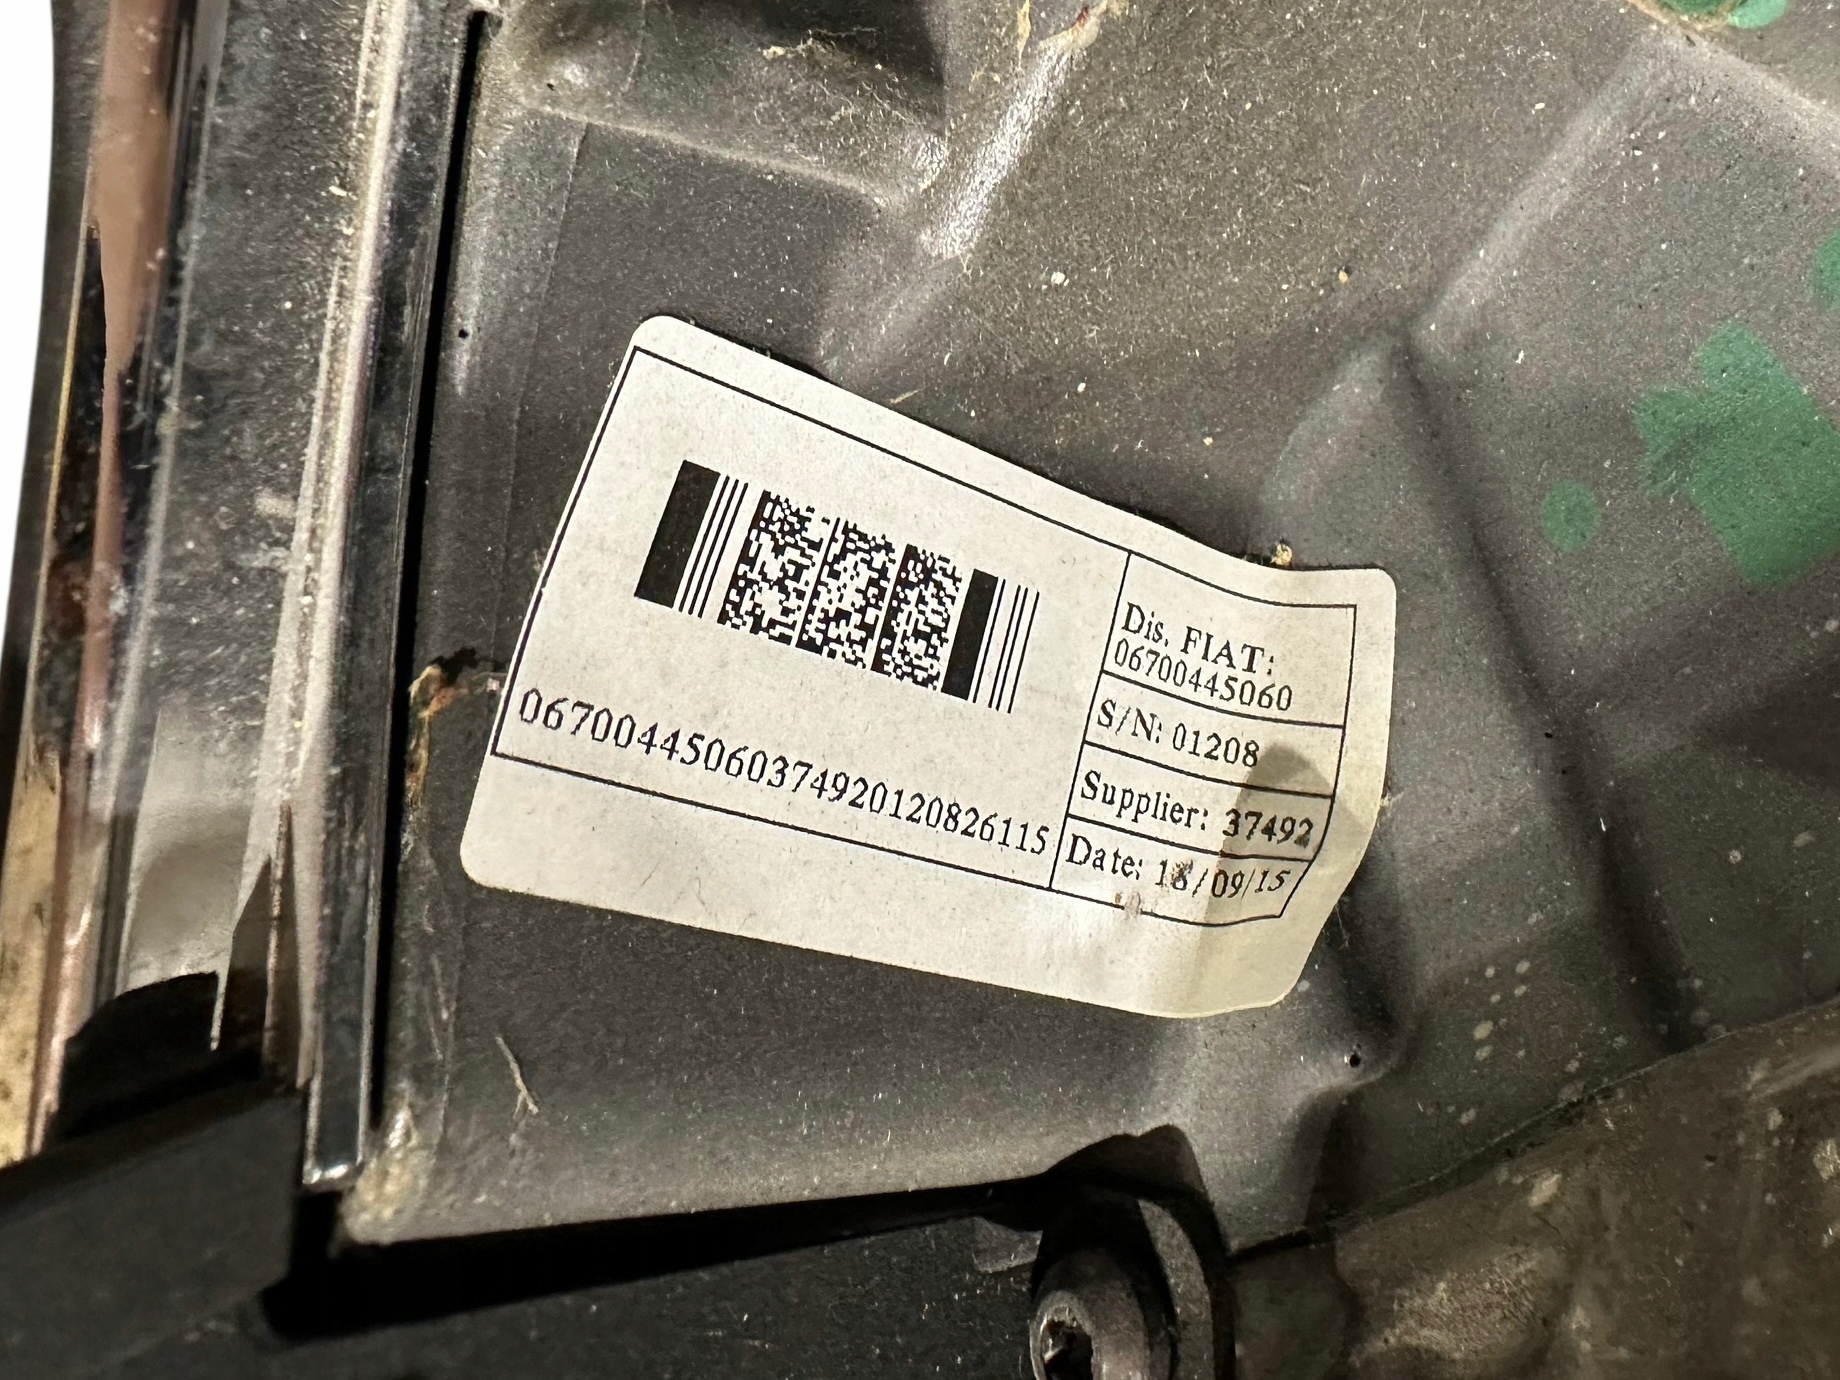 06700445060374920120826115
Dis. FIAT:
06700445060
S/N: 01208
Supplier: 37492
Date: 18/09/15